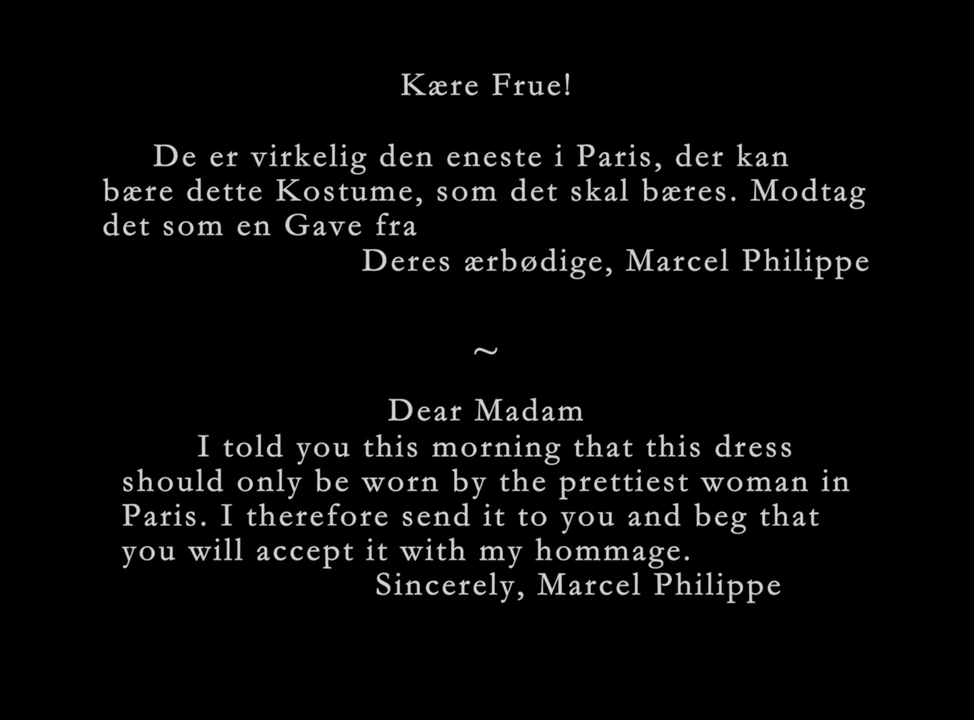 Kære Frue!
De er virkelig den eneste i Paris, der kan
bære dette Kostume, som det skal bæres. Modtag
det som en Gave fra
Deres ærbødige, Marcel Philippe
~
Dear Madam
I told you this morning that this dress
should only be worn by the prettiest woman in
Paris. I therefore send it to you and beg that
you will accept it with my hommage.
Sincerely, Marcel Philippe